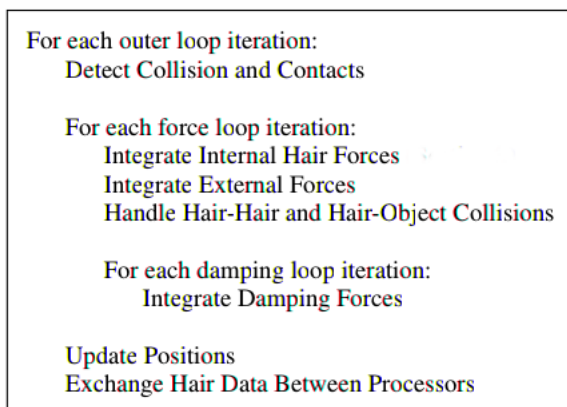 For each outer loop iteration:
Detect Collision and Contacts
For each force loop iteration:
Integrate Internal Hair Forces
Integrate External Forces
Handle Hair-Hair and Hair-Object Collisions
For each damping loop iteration:
Integrate Damping Forces
Update Positions
Exchange Hair Data Between Processors